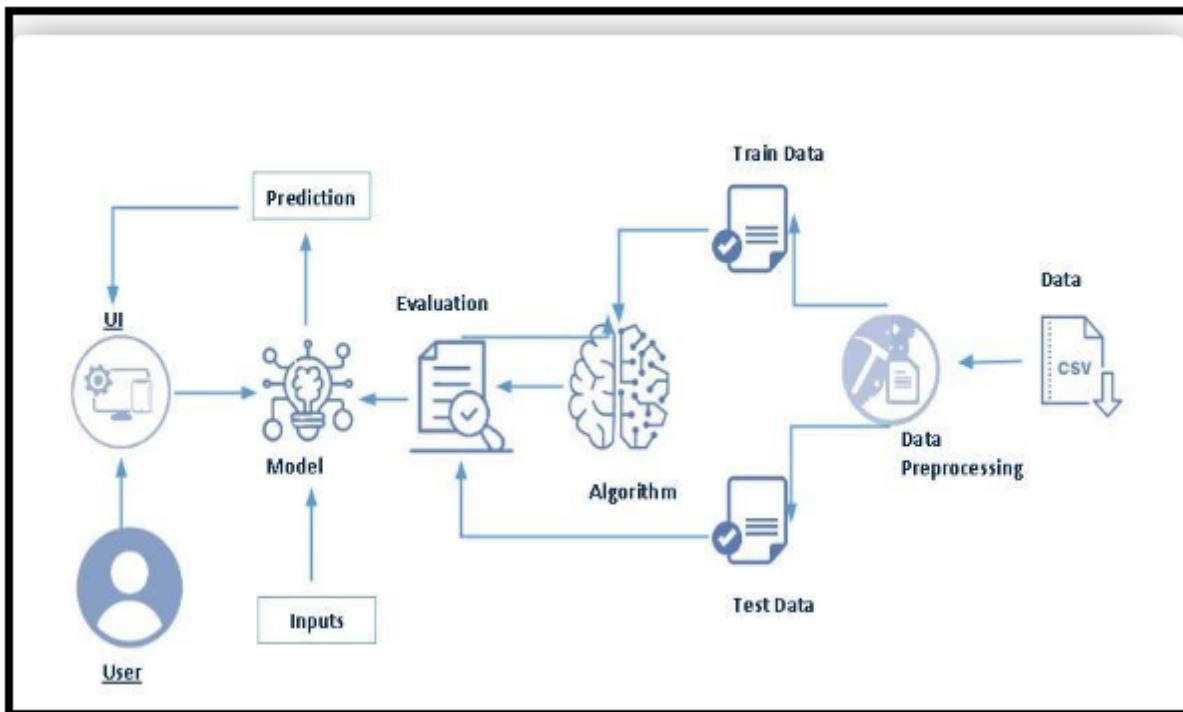 Train Data
Prediction
Data
Evaluation
UI
CSV
Data
Preprocessing
Model
Algorithm
Test Data
Inputs
User